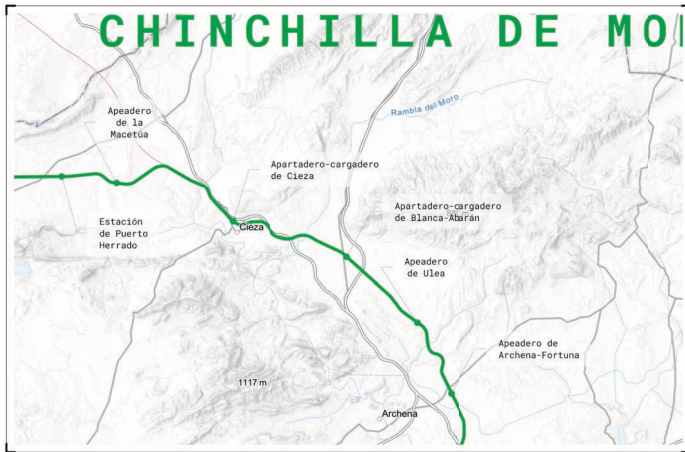 CHINCHILLA DE MO
Apeadero
de la
Macetúa
Rambla del Moro
Apartadero-cargadero
de Cieza
Apartadero-cargadero
de Blanca-Abarán
Estación
de Puerto
Herrado
Cieza
Apeadero
de Ulea
Apeadero de
Archena-Fortuna
1117 m
Archena